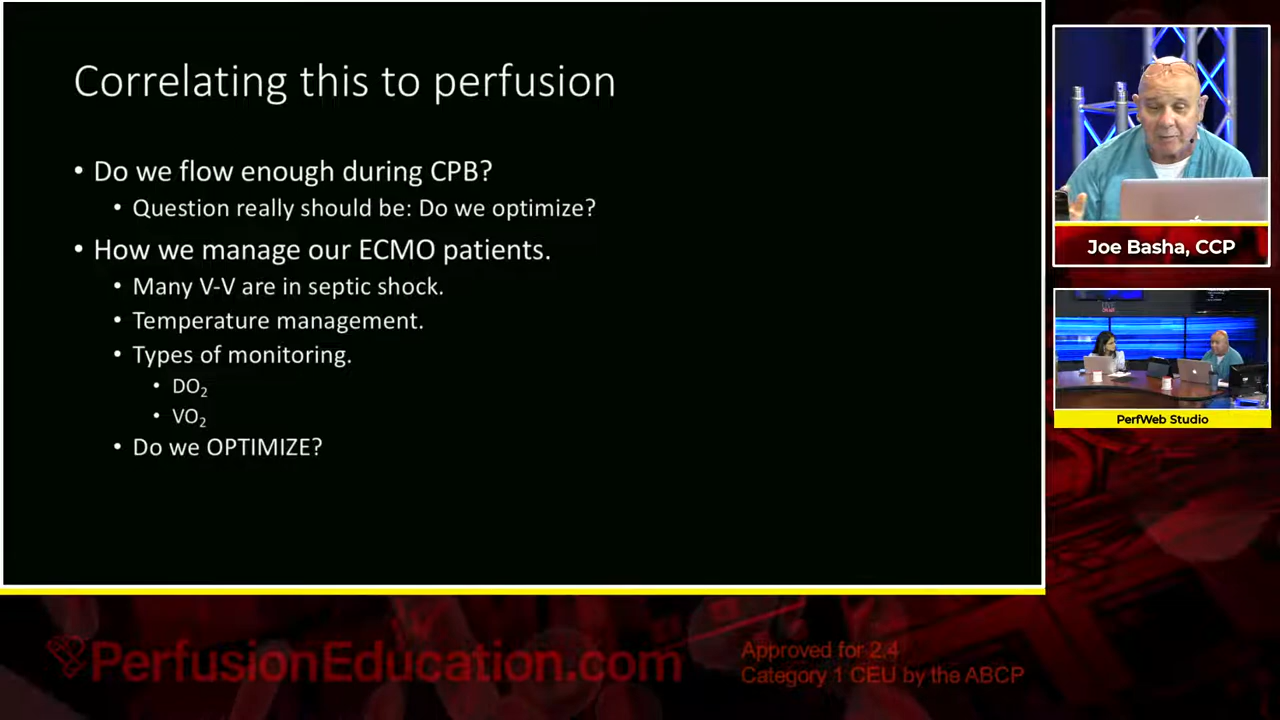 Correlating this to perfusion
• Do we flow enough during CPB?
• Question really should be: Do we optimize?
• How we manage our ECMO patients.
• Many V-V are in septic shock.
• Temperature management.
• Types of monitoring.
• DO₂
• VO₂
• Do we OPTIMIZE?
Joe Basha, CCP
PerfWeb Studio
PerfusionEducation.com
Approved for 2.4
Category 1 CEU by the ABCP